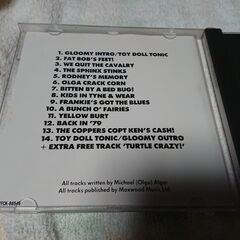 1. GLOOMY INTRO/TOY DOLL TONIC
2. FAT BOB'S FEET!
3. WE QUIT THE CAVALRY
4. THE SPHINX STINKS
5. RODNEY'S MEMORY
6. OLGA CRACK CORN
7. BITTEN BY A BED BUG!
8. KIDS IN TYNE & WEAR
9. FRANKIE'S GOT THE BLUES
10. A BUNCH O' FAIRIES
11. YELLOW BURT
12. BACK IN '79
13. THE COPPERS COPT KEN'S CASH!
14. TOY DOLL TONIC/GLOOMY OUTRO
+ EXTRA FREE TRACK 'TURTLE CRAZY!'
All tracks written by Michael (Olga) Algar
All tracks published by Maxwood Music Ltd.